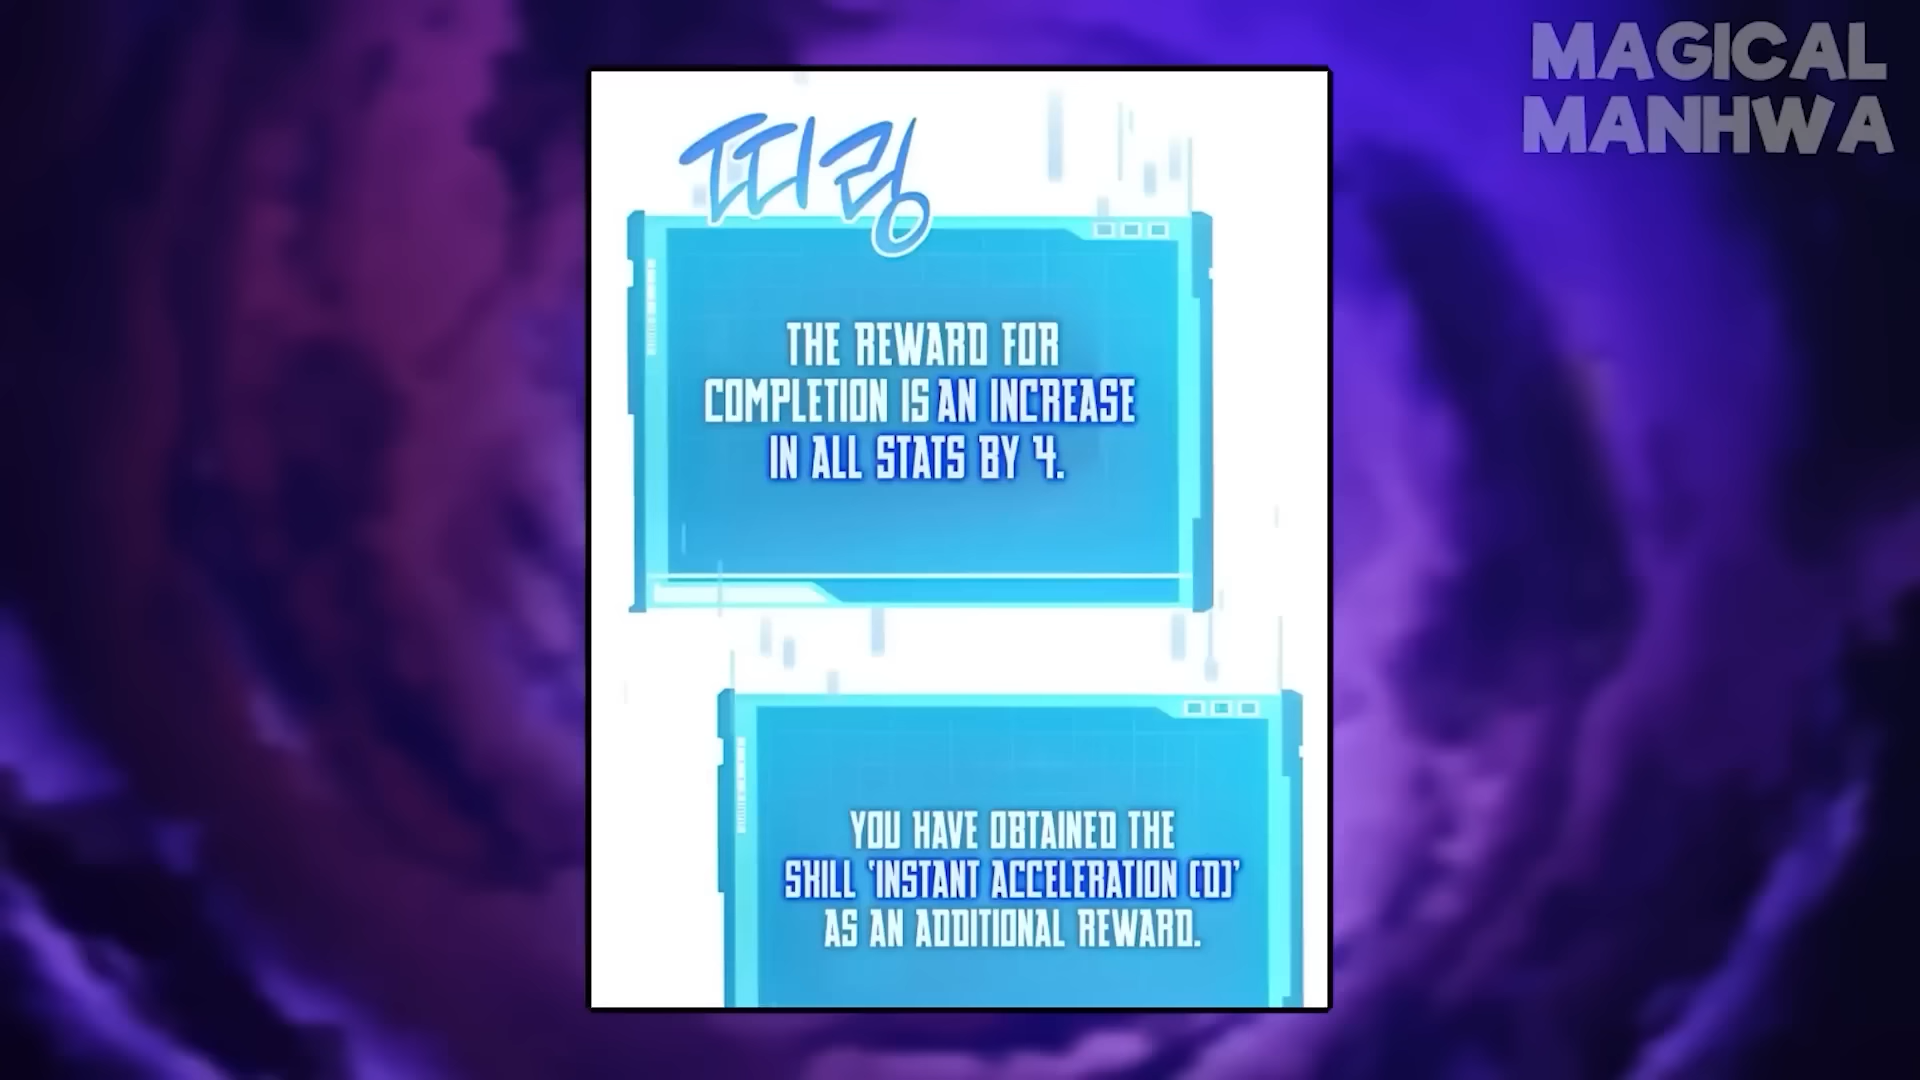 MAGICAL
MANHWA
띠링
THE REWARD FOR
COMPLETION IS AN INCREASE
IN ALL STATS BY 4.
YOU HAVE OBTAINED THE
SKILL ‘INSTANT ACCELERATION (D)’
AS AN ADDITIONAL REWARD.